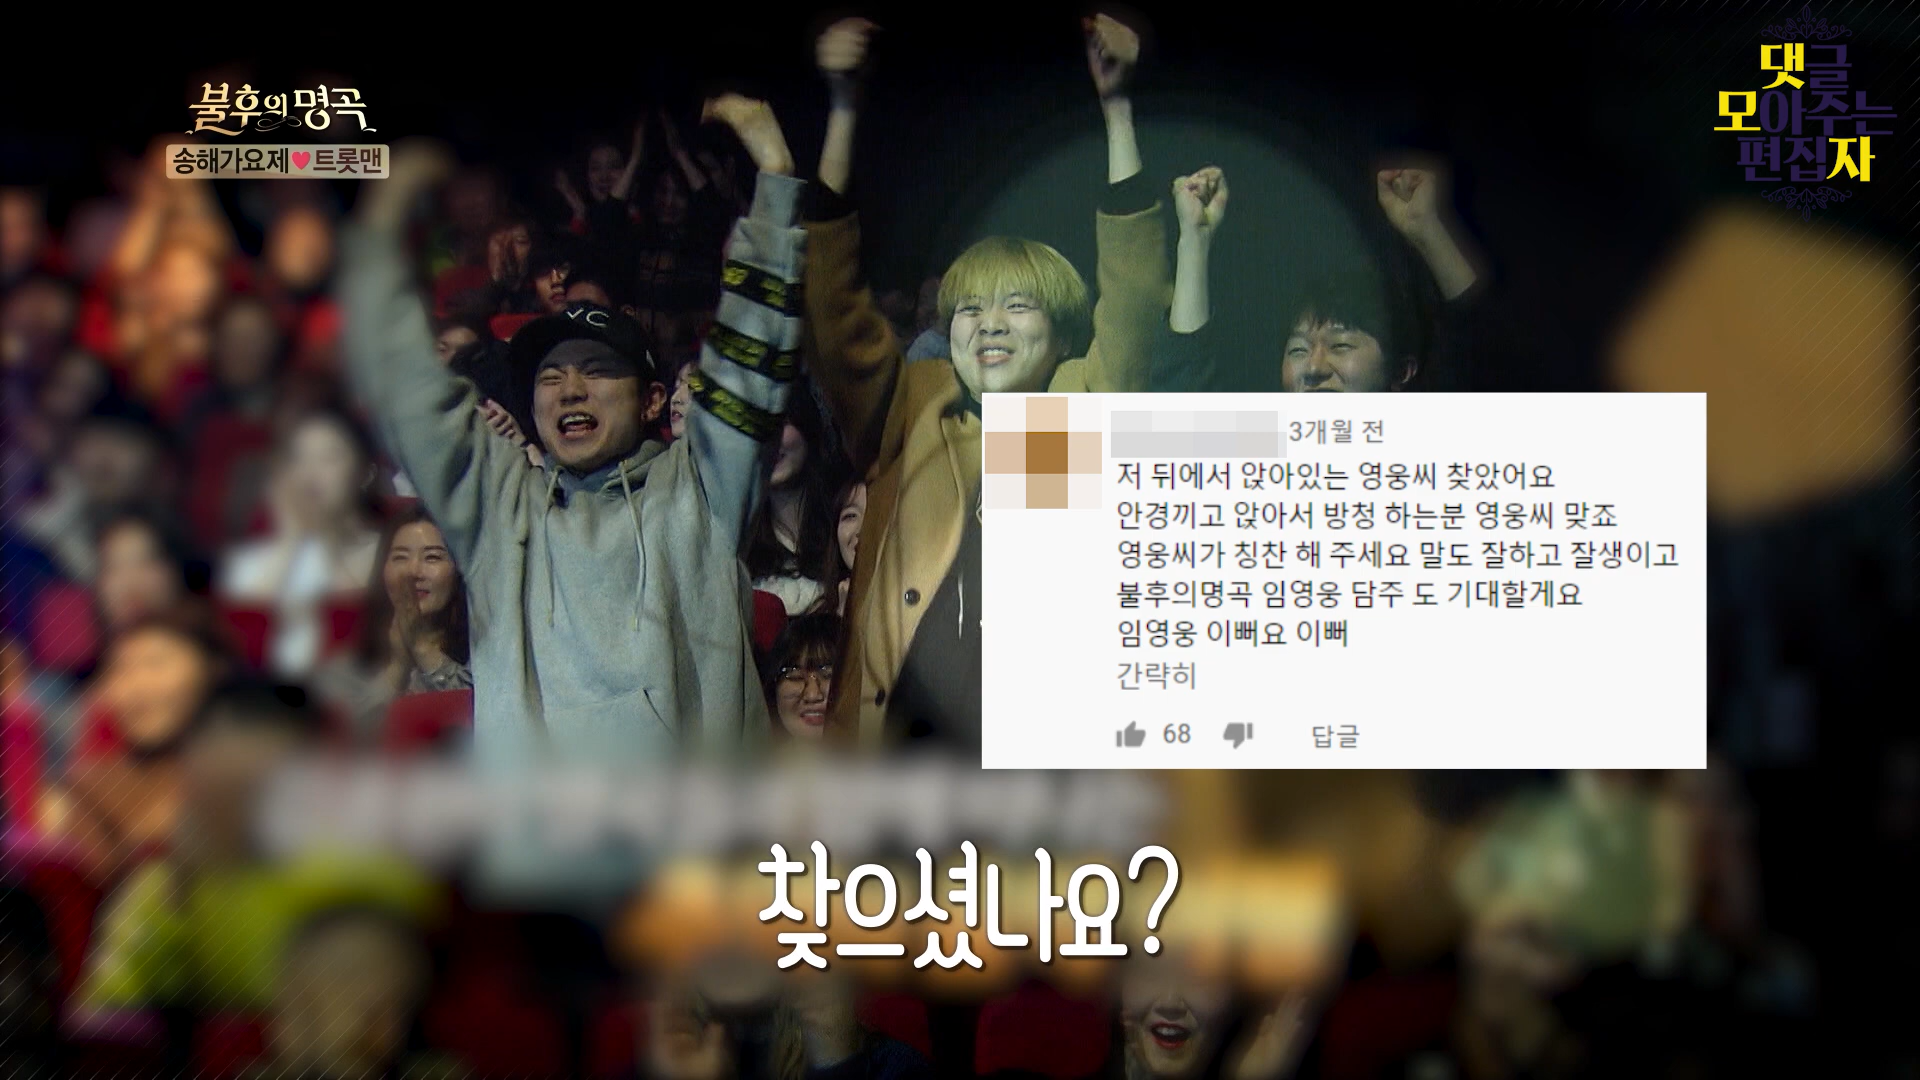 불후의명곡
송해가요제♥트롯맨
댓글
모아주는
편집자
VC
3개월 전
저 뒤에서 앉아있는 영웅씨 찾았어요
안경끼고 앉아서 방청 하는분 영웅씨 맞죠
영웅씨가 칭찬 해 주세요 말도 잘하고 잘생이고
불후의명곡 임영웅 담주 도 기대할게요
임영웅 이뻐요 이뻐
간략히
68
답글
찾으셨나요?